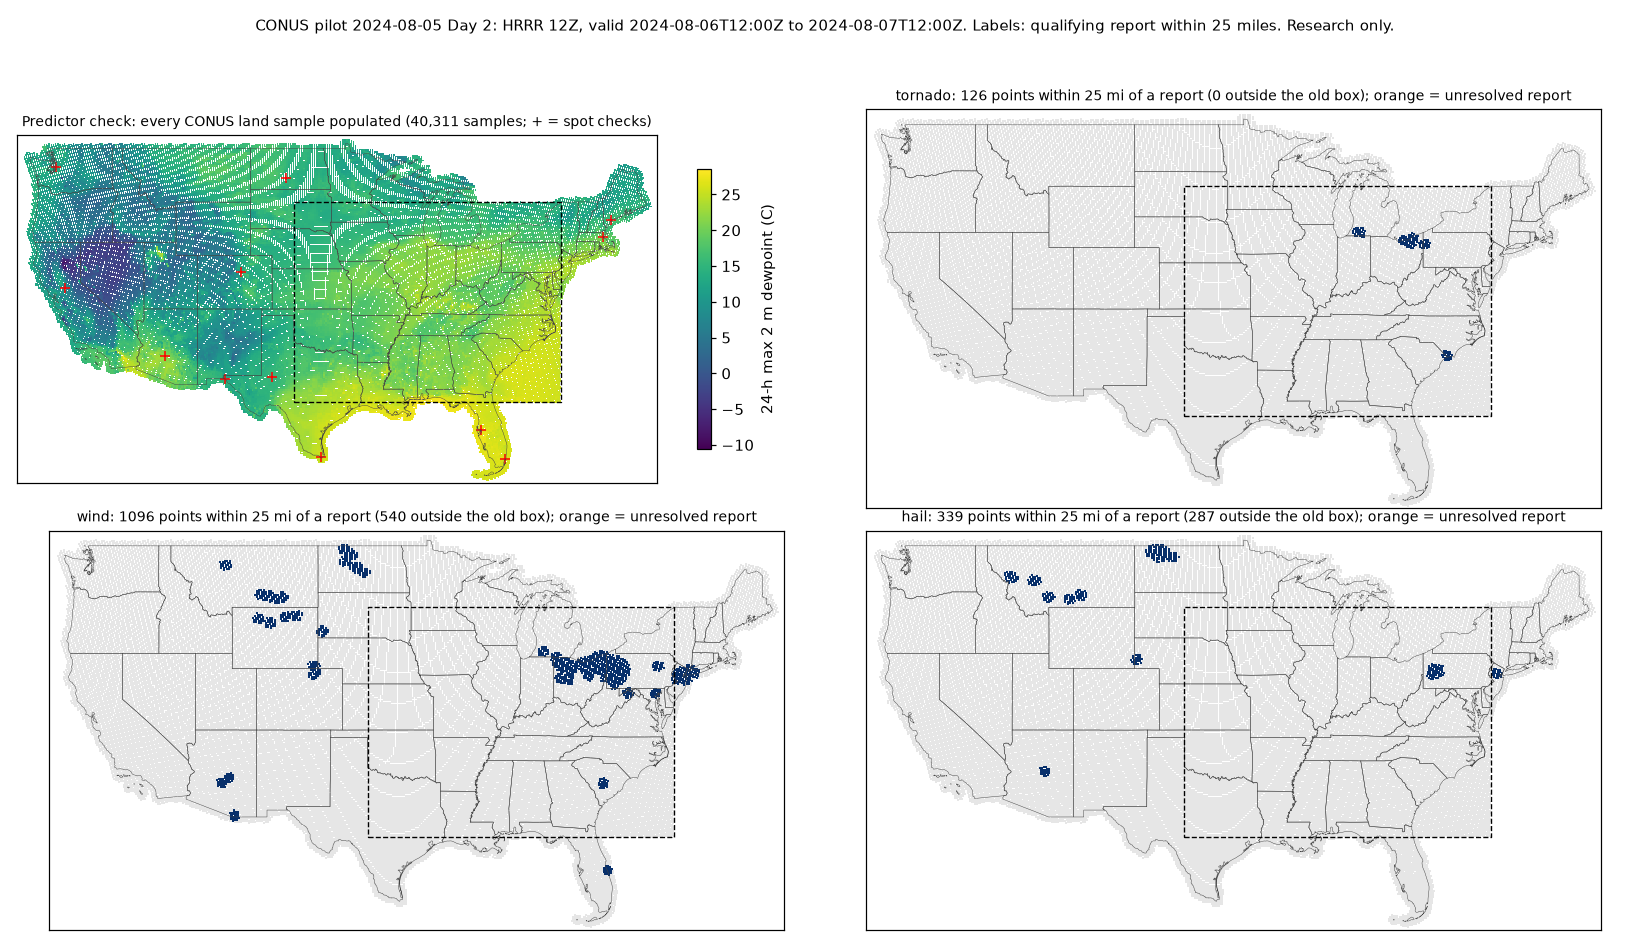 CONUS pilot 2024-08-05 Day 2: HRRR 12Z, valid 2024-08-06T12:00Z to 2024-08-07T12:00Z. Labels: qualifying report within 25 miles. Research only.
Predictor check: every CONUS land sample populated (40,311 samples; + = spot checks)
25
20
15
10
5
0
−5
−10
24-h max 2 m dewpoint (C)
tornado: 126 points within 25 mi of a report (0 outside the old box); orange = unresolved report
wind: 1096 points within 25 mi of a report (540 outside the old box); orange = unresolved report
hail: 339 points within 25 mi of a report (287 outside the old box); orange = unresolved report